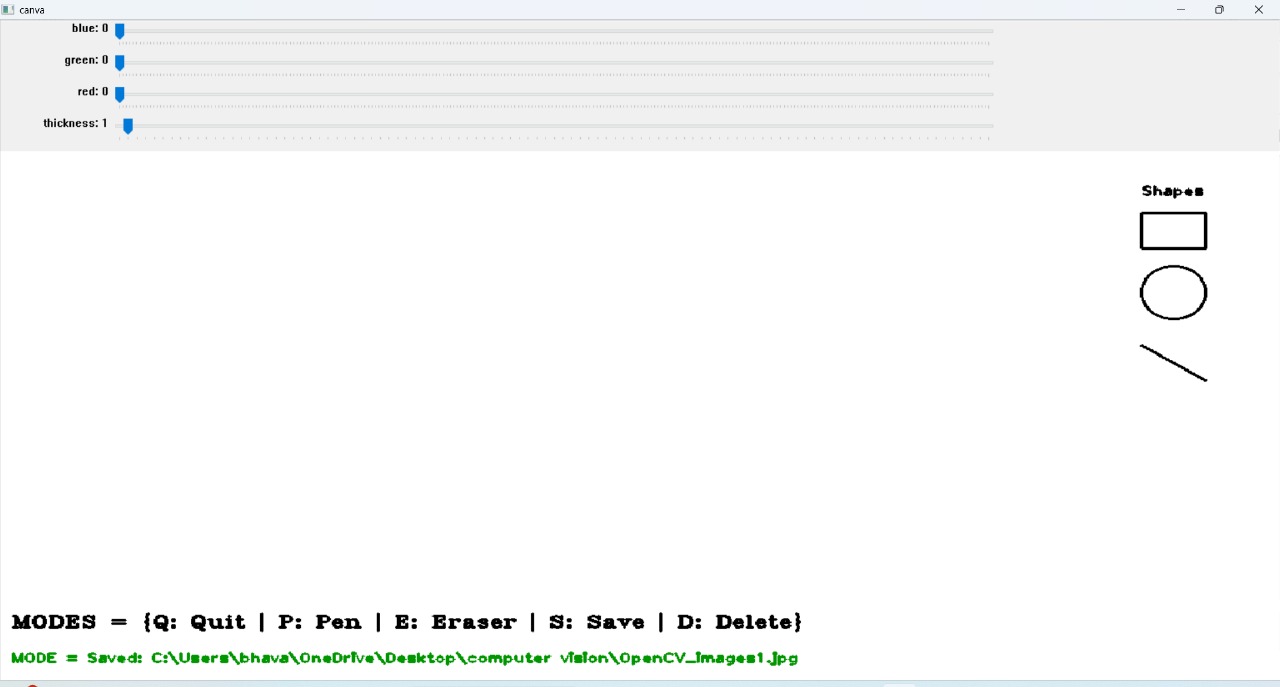 canva
blue: 0
green: 0
red: 0
thickness: 1
Shapes
MODES = {Q: Quit | P: Pen | E: Eraser | S: Save | D: Delete}
MODE = Saved: C:\Users\bhava\OneDrive\Desktop\computer vision\OpenCV_images1.jpg